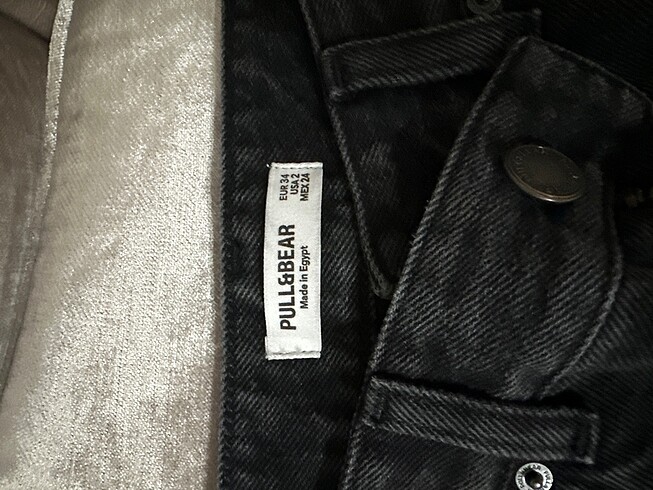 PULL&BEAR
Made in Egypt
EUR 34
USA 2
MEX 24